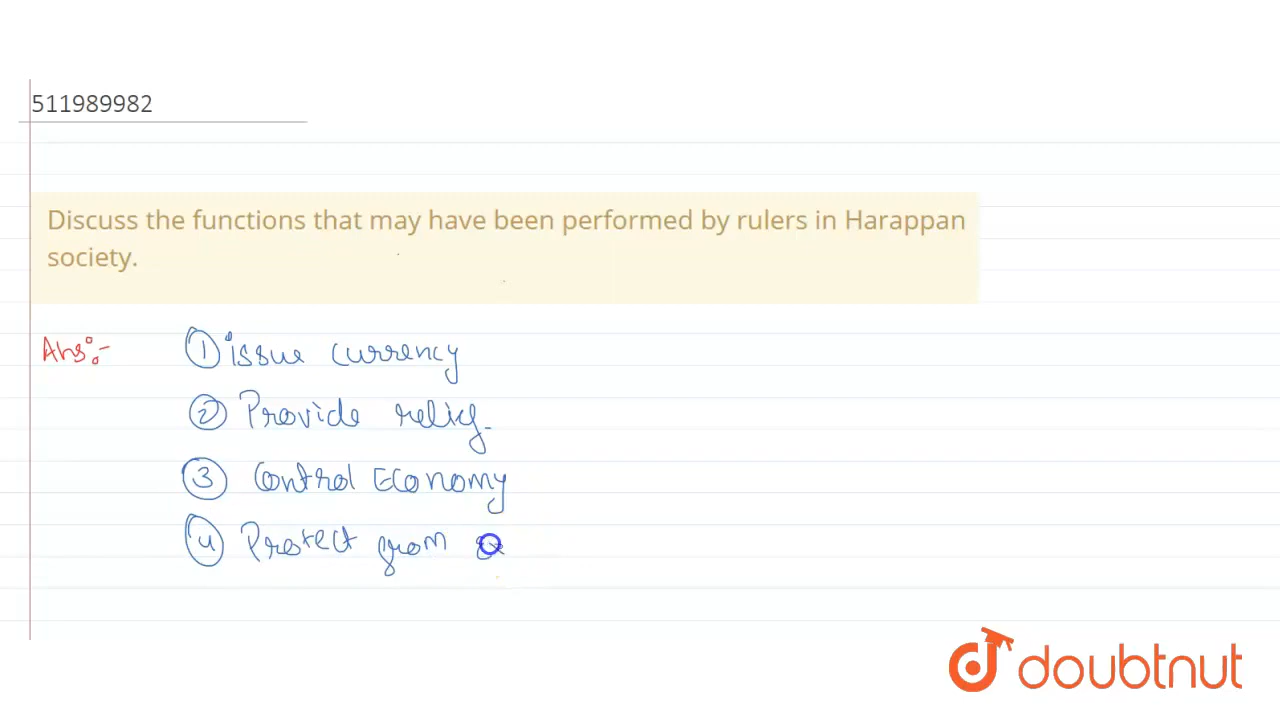 511989982
Discuss the functions that may have been performed by rulers in Harappan
society.
Ans:-
① issue currency
② Provide relief.
③ Control Economy
④ Protect from
doubtnut